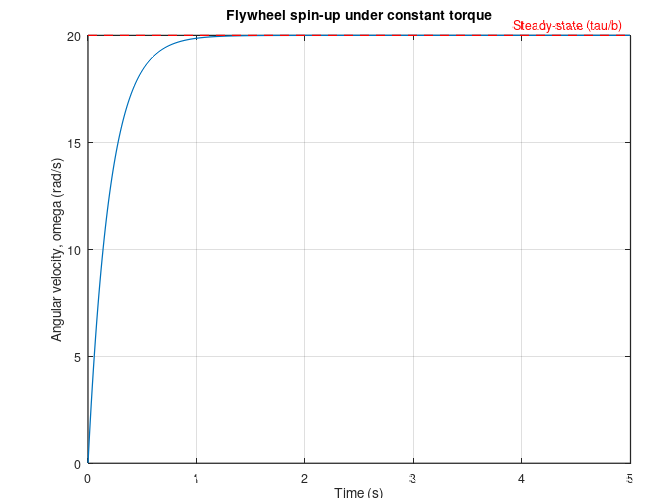 Flywheel spin-up under constant torque
Steady-state (tau/b)
20
15
10
5
0
Angular velocity, omega (rad/s)
0 1 2 3 4 5
Time (s)